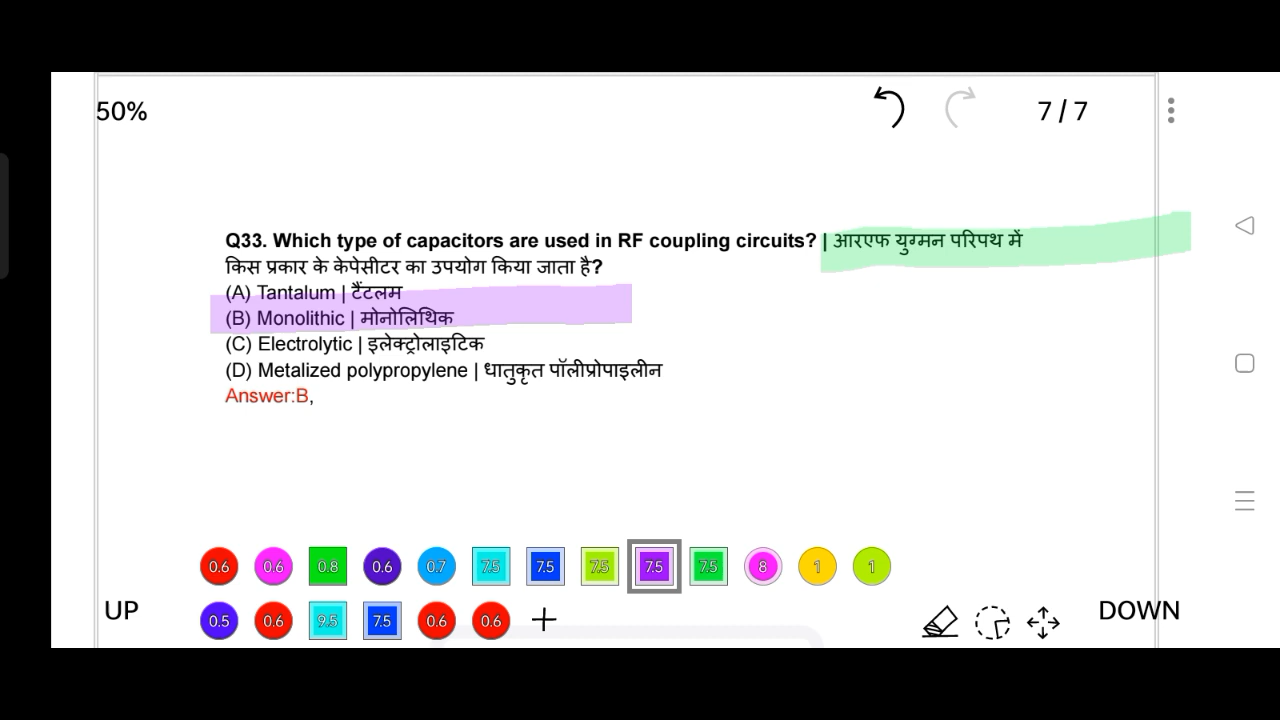 50%
7 / 7
Q33. Which type of capacitors are used in RF coupling circuits? | आरएफ युग्मन परिपथ में
किस प्रकार के केपेसीटर का उपयोग किया जाता है?
(A) Tantalum | टैंटलम
(B) Monolithic | मोनोलिथिक
(C) Electrolytic | इलेक्ट्रोलाइटिक
(D) Metalized polypropylene | धातुकृत पॉलीप्रोपाइलीन
Answer:B,
0.6 0.6 0.8 0.6 0.7 7.5 7.5 7.5 7.5 7.5 8 1 1
UP 0.5 0.6 9.5 7.5 0.6 0.6 + DOWN